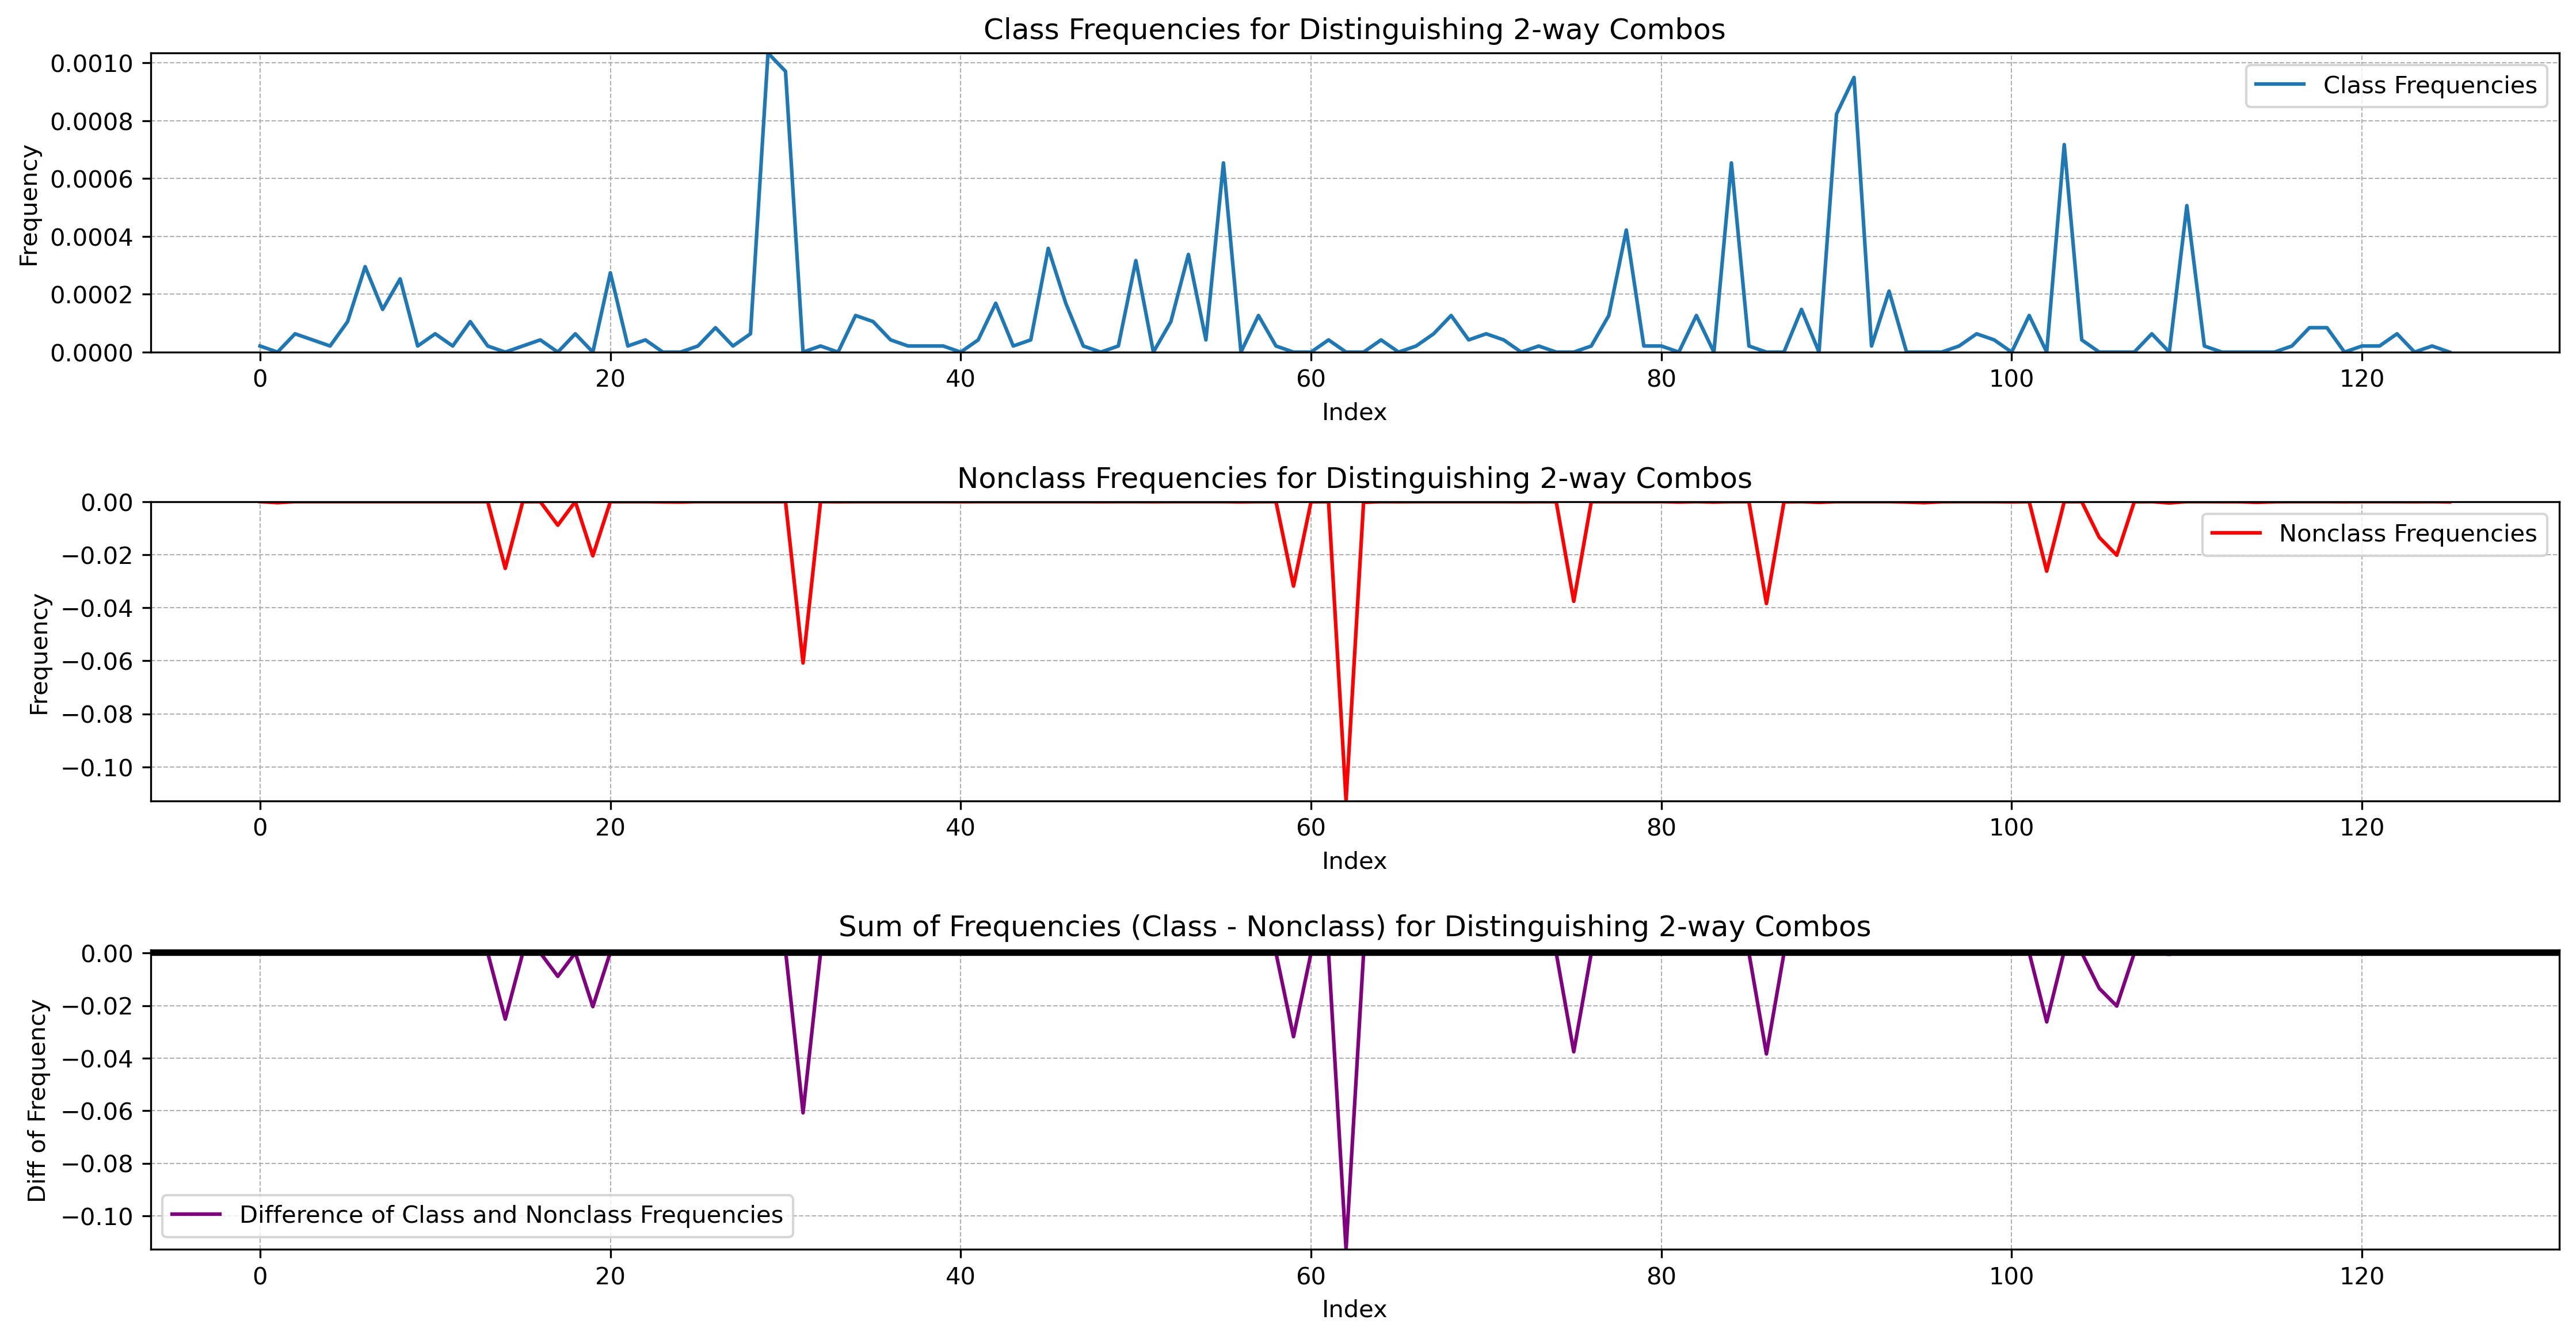 Class Frequencies for Distinguishing 2-way Combos
0.0010
0.0008
0.0006
0.0004
0.0002
0.0000
Frequency
Class Frequencies
0 20 40 60 80 100 120
Index
Nonclass Frequencies for Distinguishing 2-way Combos
0.00
−0.02
−0.04
−0.06
−0.08
−0.10
Frequency
Nonclass Frequencies
0 20 40 60 80 100 120
Index
Sum of Frequencies (Class - Nonclass) for Distinguishing 2-way Combos
0.00
−0.02
−0.04
−0.06
−0.08
−0.10
Diff of Frequency
Difference of Class and Nonclass Frequencies
0 20 40 60 80 100 120
Index